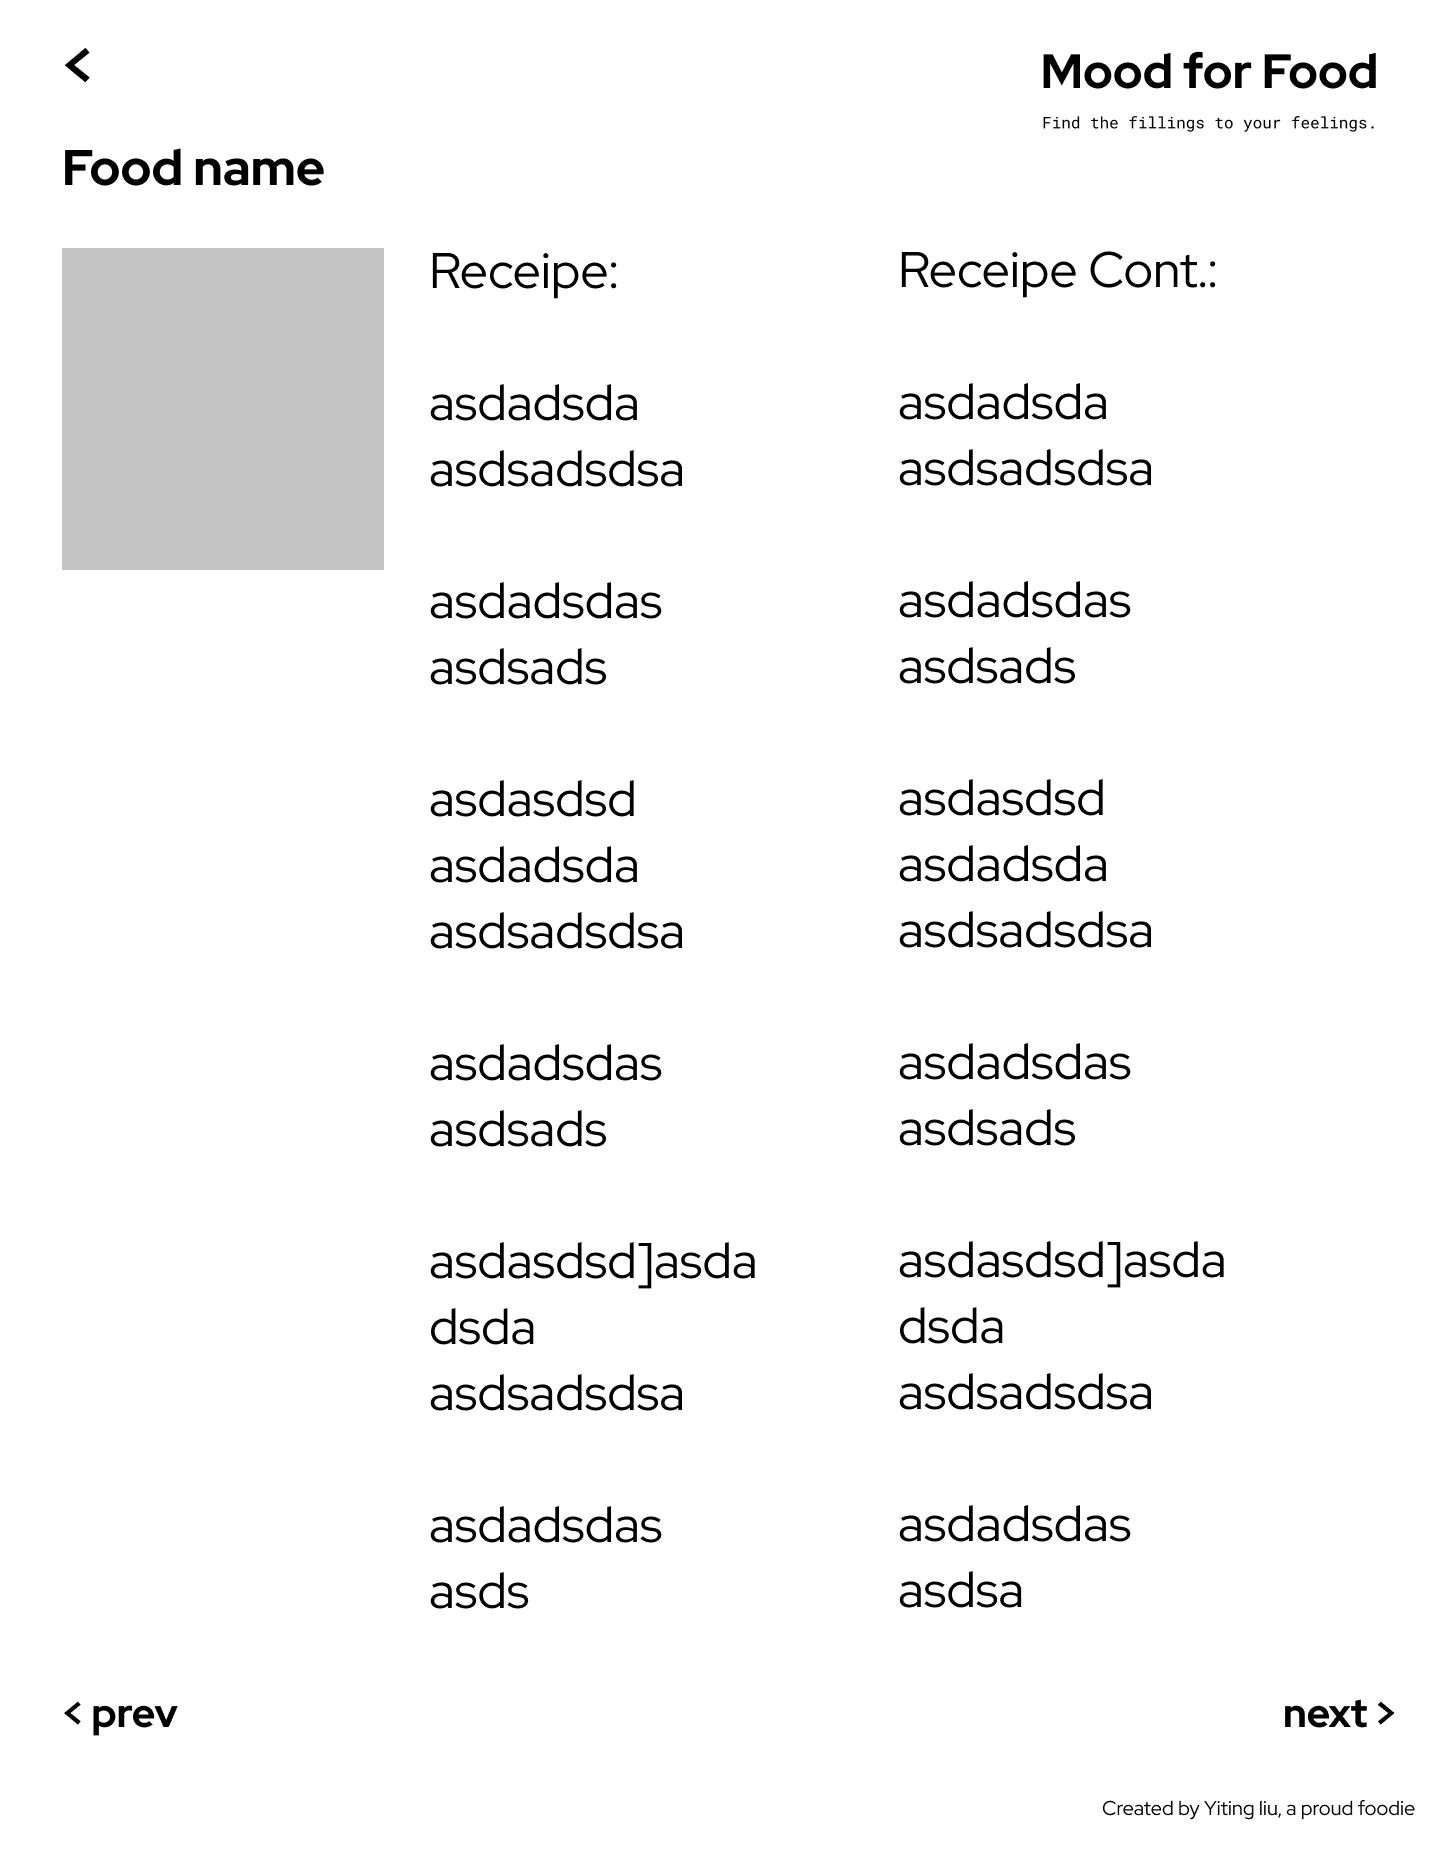 <
Mood for Food
Find the fillings to your feelings.
Food name
Receipe:
asdadsda
asdsadsdsa
asdadsdas
asdsads
asdasdsd
asdadsda
asdsadsdsa
asdadsdas
asdsads
asdasdsd]asda
dsda
asdsadsdsa
asdadsdas
asds
Receipe Cont.:
asdadsda
asdsadsdsa
asdadsdas
asdsads
asdasdsd
asdadsda
asdsadsdsa
asdadsdas
asdsads
asdasdsd]asda
dsda
asdsadsdsa
asdadsdas
asdsa
< prev
next >
Created by Yiting liu, a proud foodie